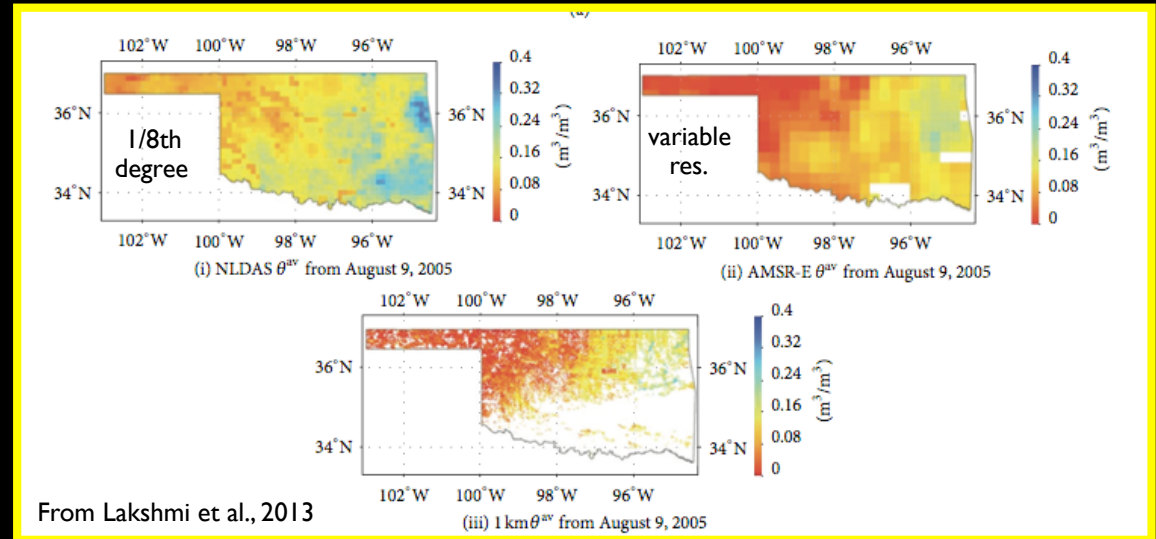 (a)
102°W 100°W 98°W 96°W
36°N
34°N
1/8th
degree
36°N
34°N
102°W 100°W 98°W 96°W
0.4
0.32
0.24
0.16
0.08
0
(m³/m³)
(i) NLDAS θᵃᵛ from August 9, 2005
102°W 100°W 98°W 96°W
36°N
34°N
variable
res.
36°N
34°N
102°W 100°W 98°W 96°W
0.4
0.32
0.24
0.16
0.08
0
(m³/m³)
(ii) AMSR-E θᵃᵛ from August 9, 2005
102°W 100°W 98°W 96°W
36°N
34°N
36°N
34°N
102°W 100°W 98°W 96°W
0.4
0.32
0.24
0.16
0.08
0
(m³/m³)
(iii) 1 km θᵃᵛ from August 9, 2005
From Lakshmi et al., 2013